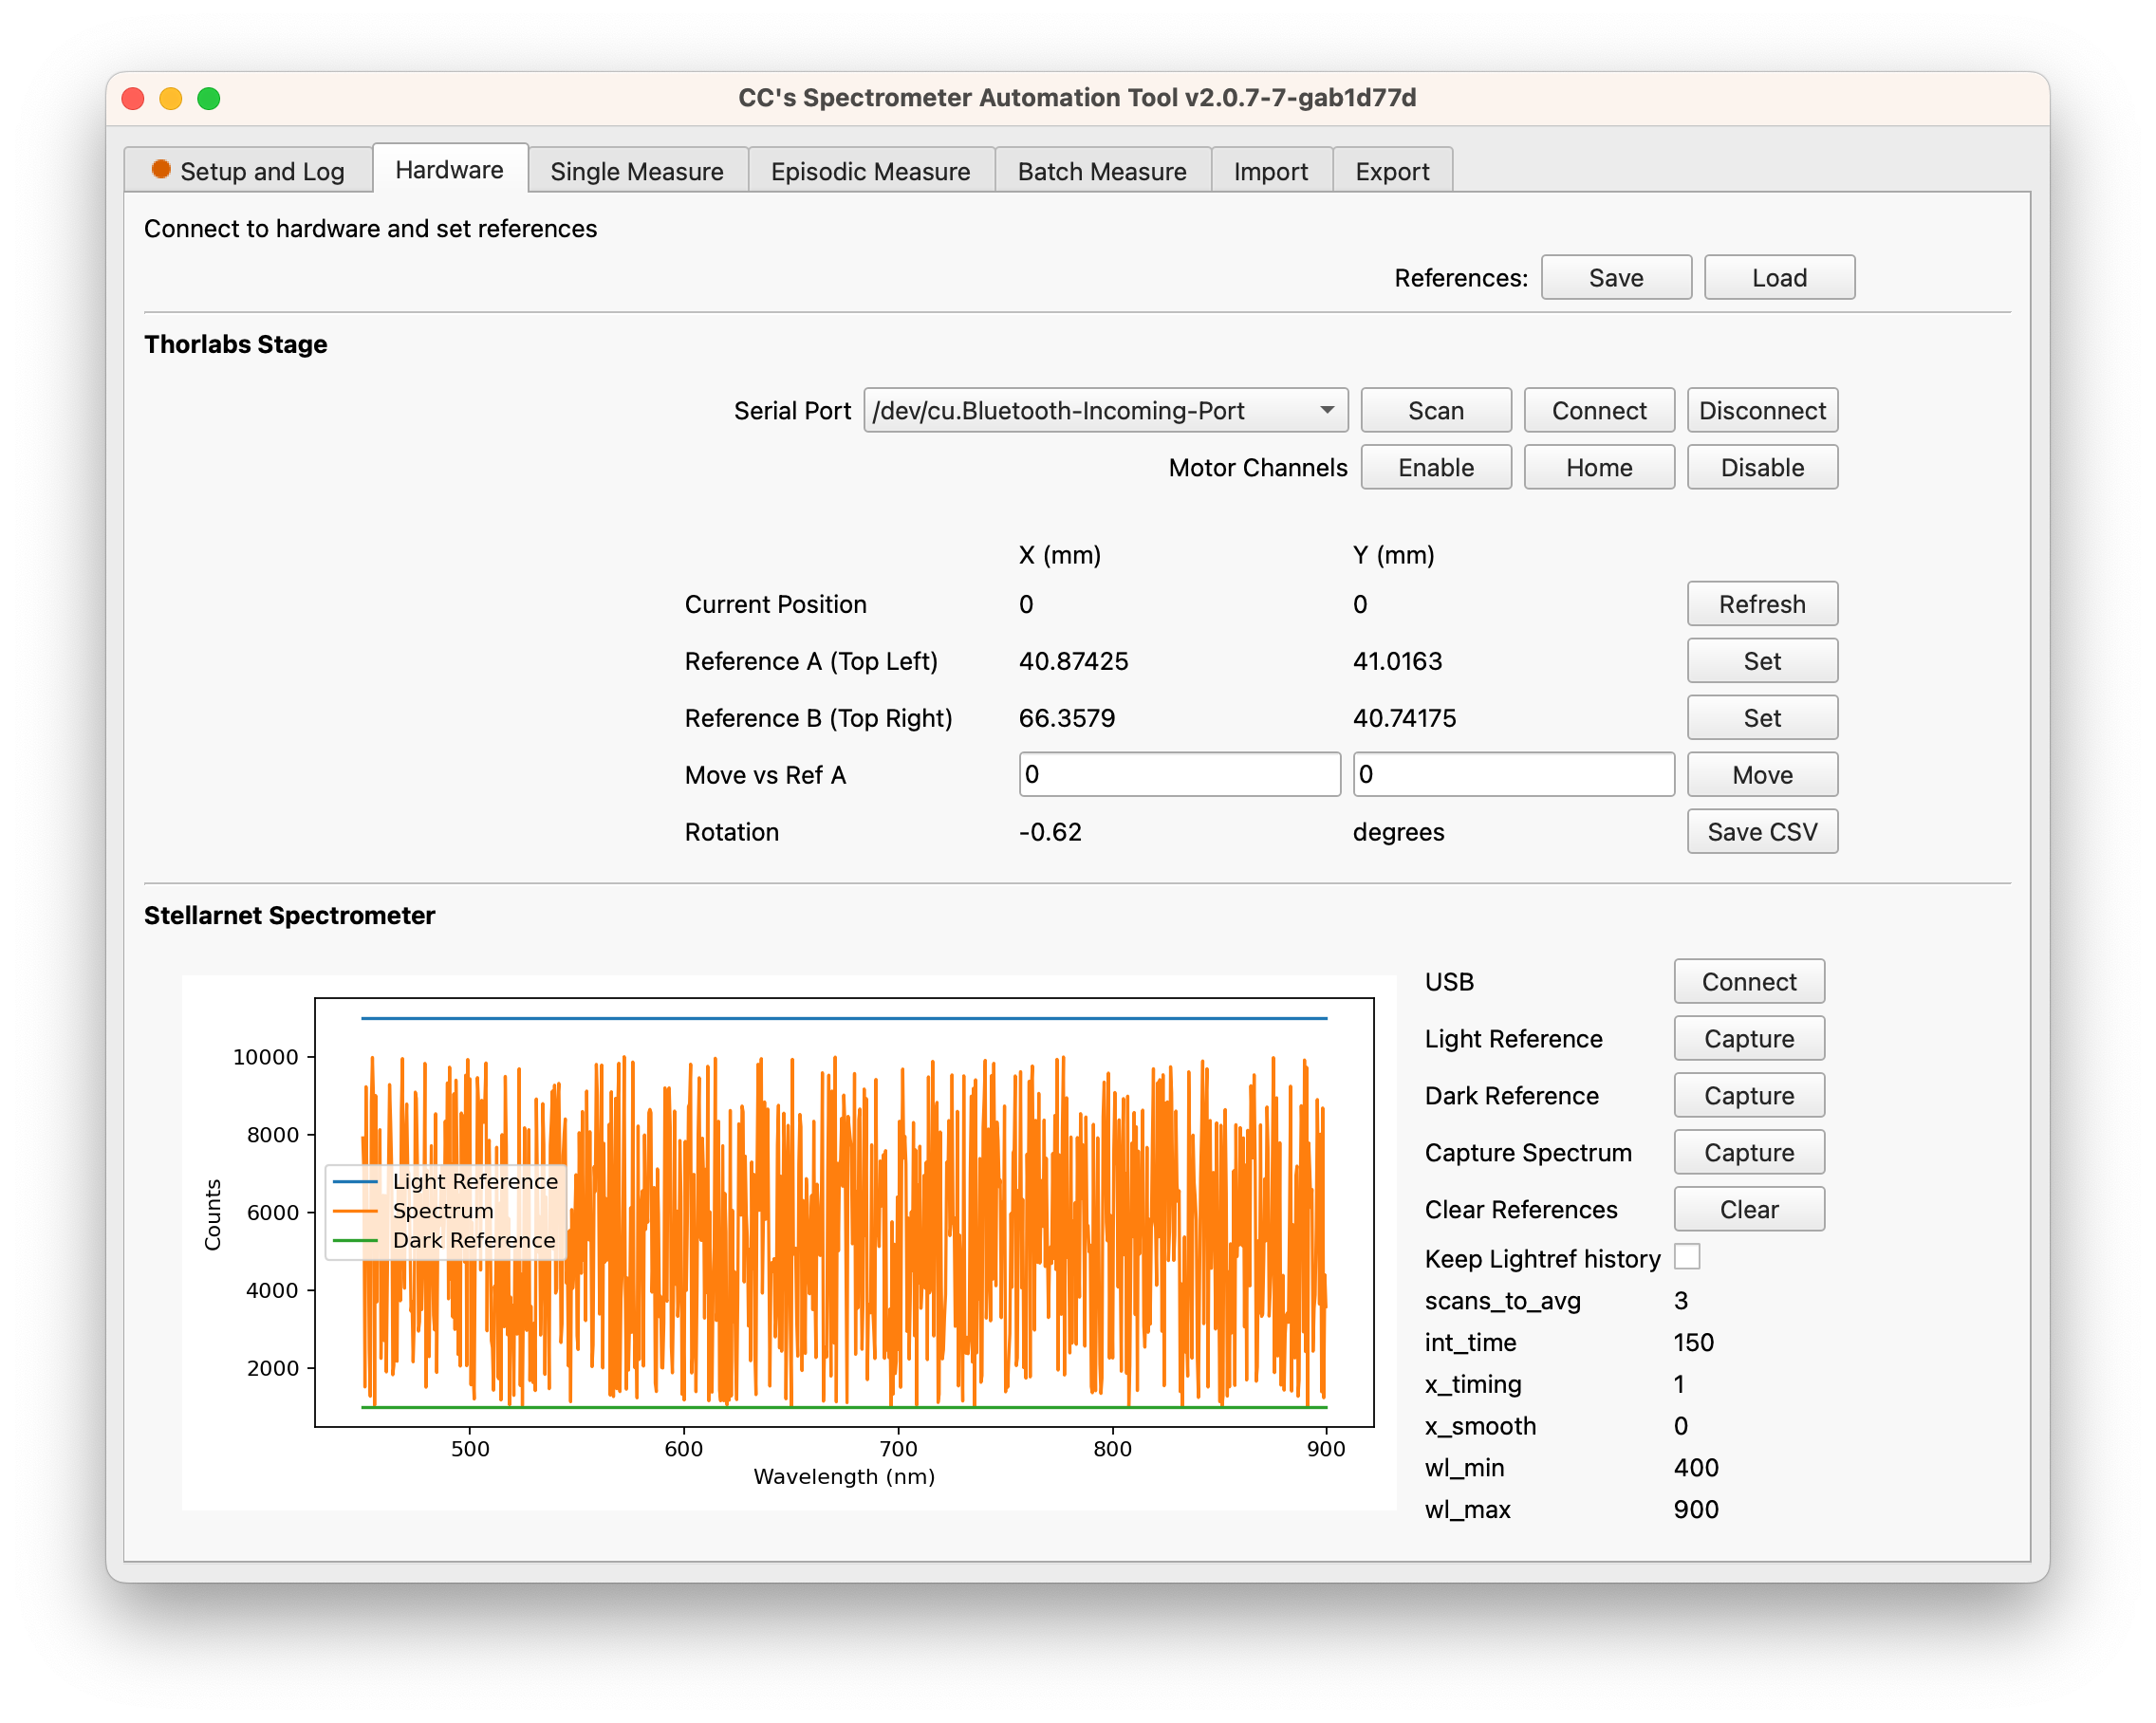 CC's Spectrometer Automation Tool v2.0.7-7-gab1d77d
Setup and Log Hardware Single Measure Episodic Measure Batch Measure Import Export
Connect to hardware and set references
References: Save Load
Thorlabs Stage
Serial Port /dev/cu.Bluetooth-Incoming-Port Scan Connect Disconnect
Motor Channels Enable Home Disable
X (mm) Y (mm)
Current Position 0 0 Refresh
Reference A (Top Left) 40.87425 41.0163 Set
Reference B (Top Right) 66.3579 40.74175 Set
Move vs Ref A 0 0 Move
Rotation -0.62 degrees Save CSV
Stellarnet Spectrometer
10000
8000
6000
4000
2000
Counts
Light Reference
Spectrum
Dark Reference
500 600 700 800 900
Wavelength (nm)
USB Connect
Light Reference Capture
Dark Reference Capture
Capture Spectrum Capture
Clear References Clear
Keep Lightref history
scans_to_avg 3
int_time 150
x_timing 1
x_smooth 0
wl_min 400
wl_max 900